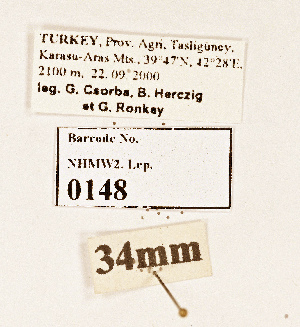 TURKEY, Prov. Agri, Tasligüney,
Karasu-Aras Mts., 39°47'N, 42°28'E,
2100 m, 22. 09. 2000
leg. G. Csorba, B. Herczig
et G. Ronkay
Barcode No.
NHMW2. Lep.
0148
34mm